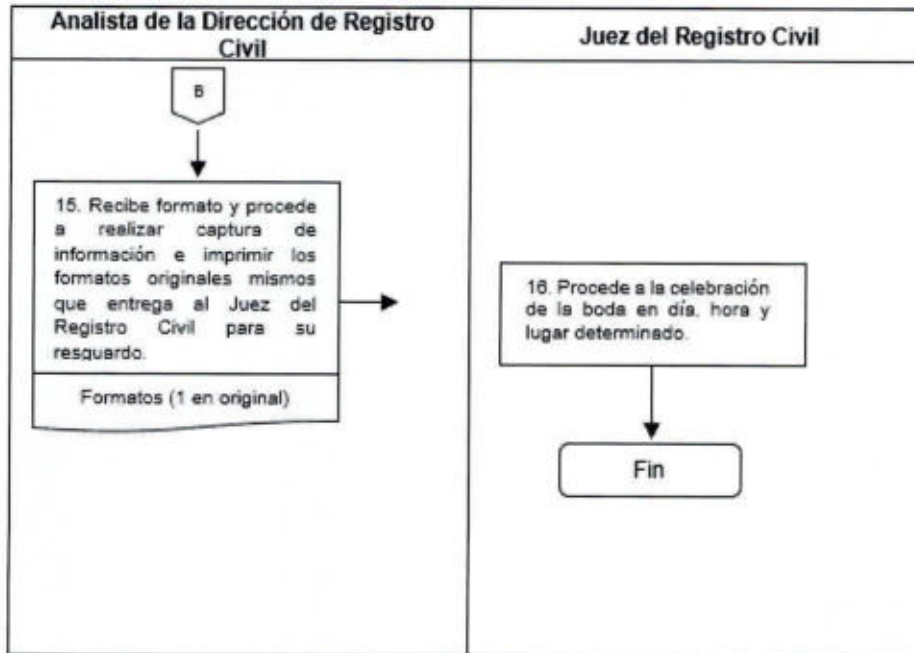 Analista de la Dirección de Registro
Civil
Juez del Registro Civil
B
15. Recibe formato y procede
a realizar captura de
información e imprimir los
formatos originales mismos
que entrega al Juez del
Registro Civil para su
resguardo.
Formatos (1 en original)
16. Procede a la celebración
de la boda en día, hora y
lugar determinado.
Fin